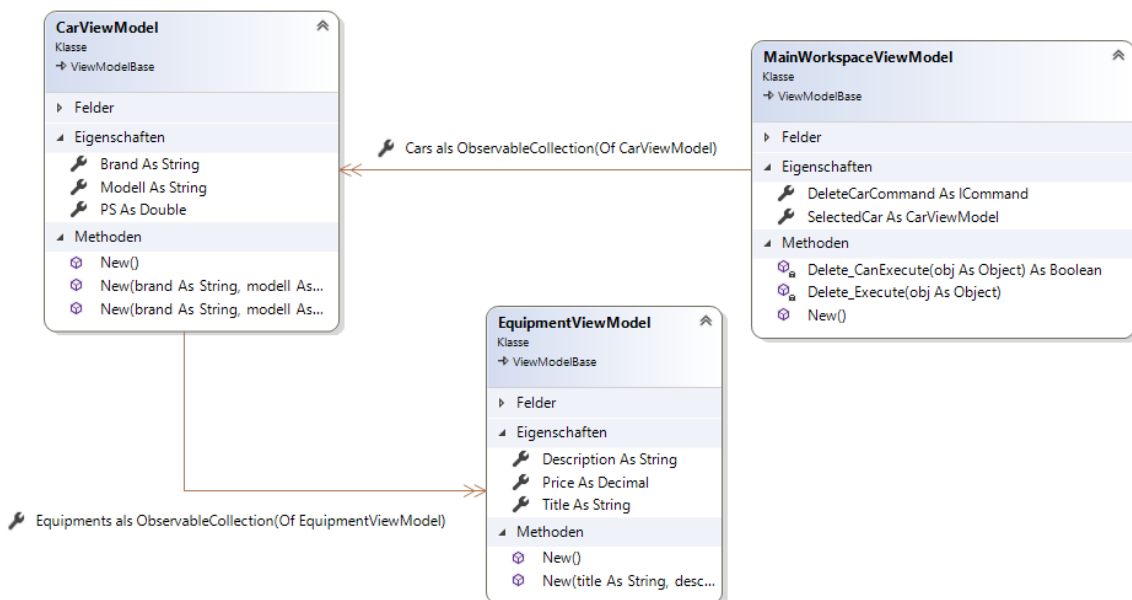 CarViewModel
Klasse
ViewModelBase
Felder
Eigenschaften
Brand As String
Modell As String
PS As Double
Methoden
New()
New(brand As String, modell As...
New(brand As String, modell As...
Cars als ObservableCollection(Of CarViewModel)
MainWorkspaceViewModel
Klasse
ViewModelBase
Felder
Eigenschaften
DeleteCarCommand As ICommand
SelectedCar As CarViewModel
Methoden
Delete_CanExecute(obj As Object) As Boolean
Delete_Execute(obj As Object)
New()
EquipmentViewModel
Klasse
ViewModelBase
Felder
Eigenschaften
Description As String
Price As Decimal
Title As String
Methoden
New()
New(title As String, desc...
Equipments als ObservableCollection(Of EquipmentViewModel)